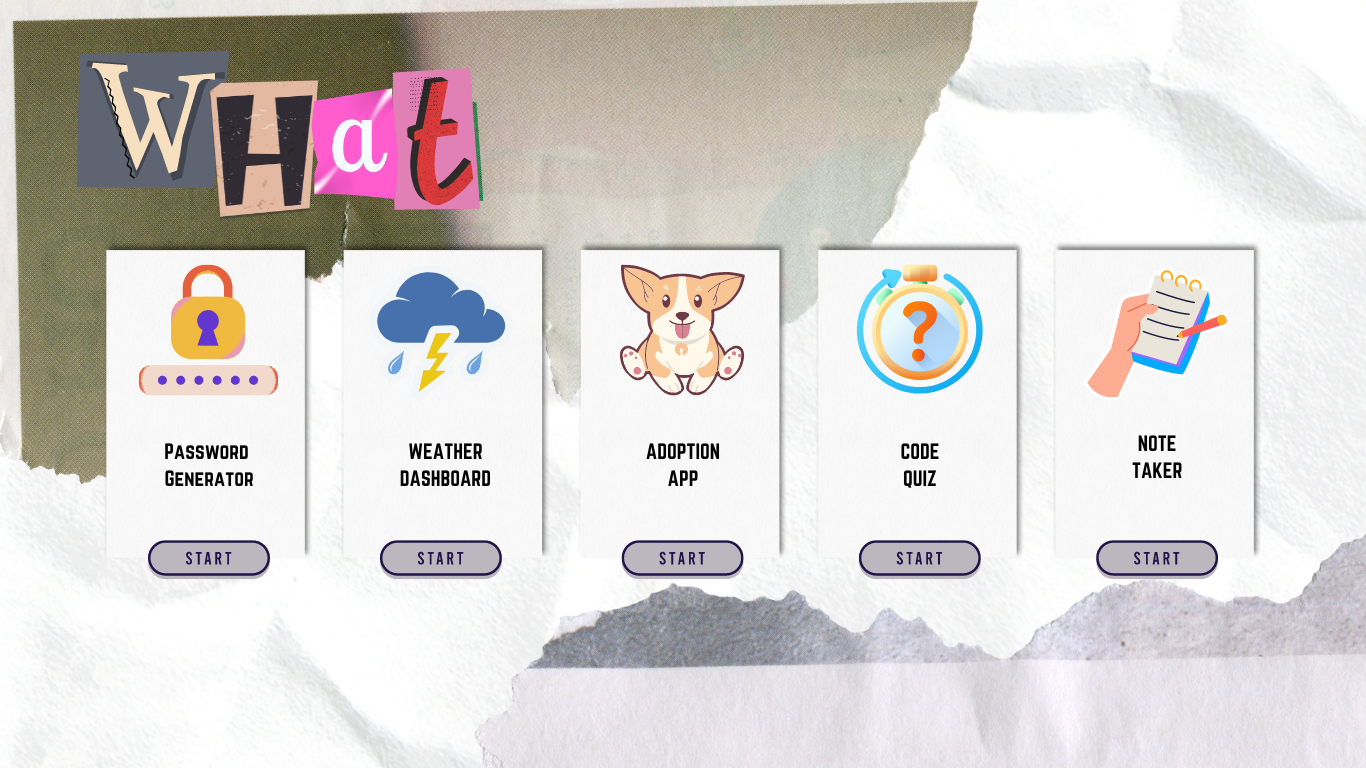 WHat
Password
Generator
START
WEATHER
DASHBOARD
START
ADOPTION
APP
START
?
CODE
QUIZ
START
NOTE
TAKER
START